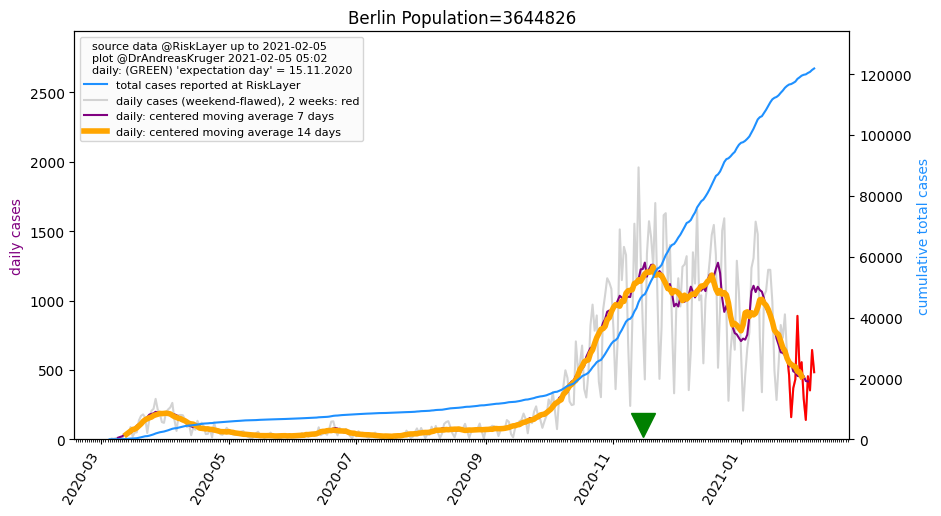 Berlin Population=3644826
source data @RiskLayer up to 2021-02-05
plot @DrAndreasKruger 2021-02-05 05:02
daily: (GREEN) 'expectation day' = 15.11.2020
total cases reported at RiskLayer
daily cases (weekend-flawed), 2 weeks: red
daily: centered moving average 7 days
daily: centered moving average 14 days
daily cases
2500
2000
1500
1000
500
0
120000
100000
80000
60000
40000
20000
0
cumulative total cases
2020-03
2020-05
2020-07
2020-09
2020-11
2021-01